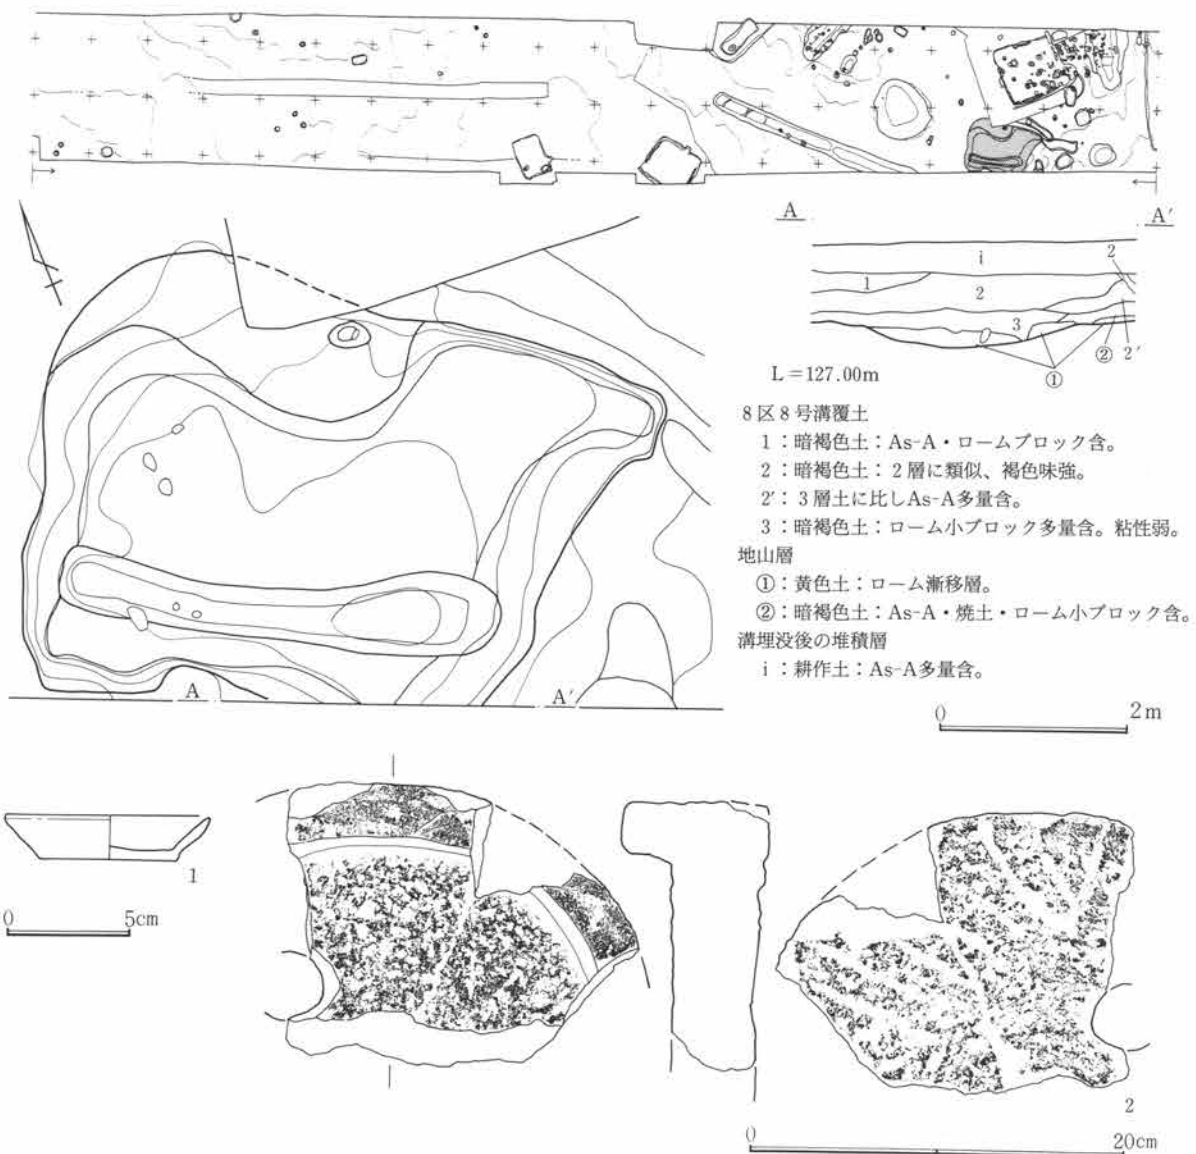 A A′
i
1
2
2
3
② 2′
①
L=127.00m
8区8号溝覆土
1：暗褐色土：As-A・ロームブロック含。
2：暗褐色土：2層に類似、褐色味強。
2′：3層土に比しAs-A多量含。
3：暗褐色土：ローム小ブロック多量含。粘性弱。
地山層
①：黄色土：ローム漸移層。
②：暗褐色土：As-A・焼土・ローム小ブロック含。
溝埋没後の堆積層
i：耕作土：As-A多量含。
A A′
0 2m
1
0 5cm
2
0 20cm